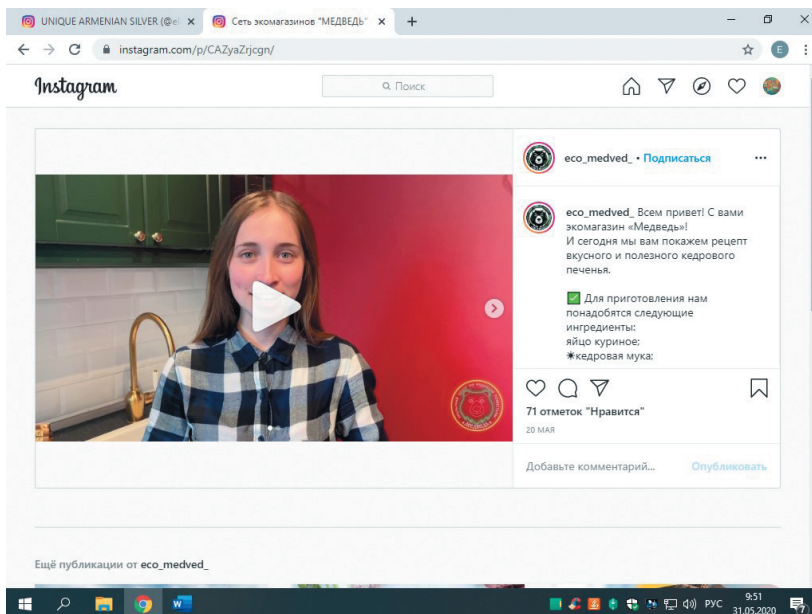 UNIQUE ARMENIAN SILVER (@el
Сеть экомагазинов "МЕДВЕДЬ"
instagram.com/p/CAZyaZrjcgn/
E
Instagram
Поиск
eco_medved_ • Подписаться
eco_medved_ Всем привет! С вами
экомагазин «Медведь»!
И сегодня мы вам покажем рецепт
вкусного и полезного кедрового
печенья.
✅ Для приготовления нам
понадобятся следующие
ингредиенты:
яйцо куриное;
☀кедровая мука;
71 отметок "Нравится"
20 МАЯ
Добавьте комментарий... Опубликовать
Ещё публикации от eco_medved_
РУС
9:51
31.05.2020